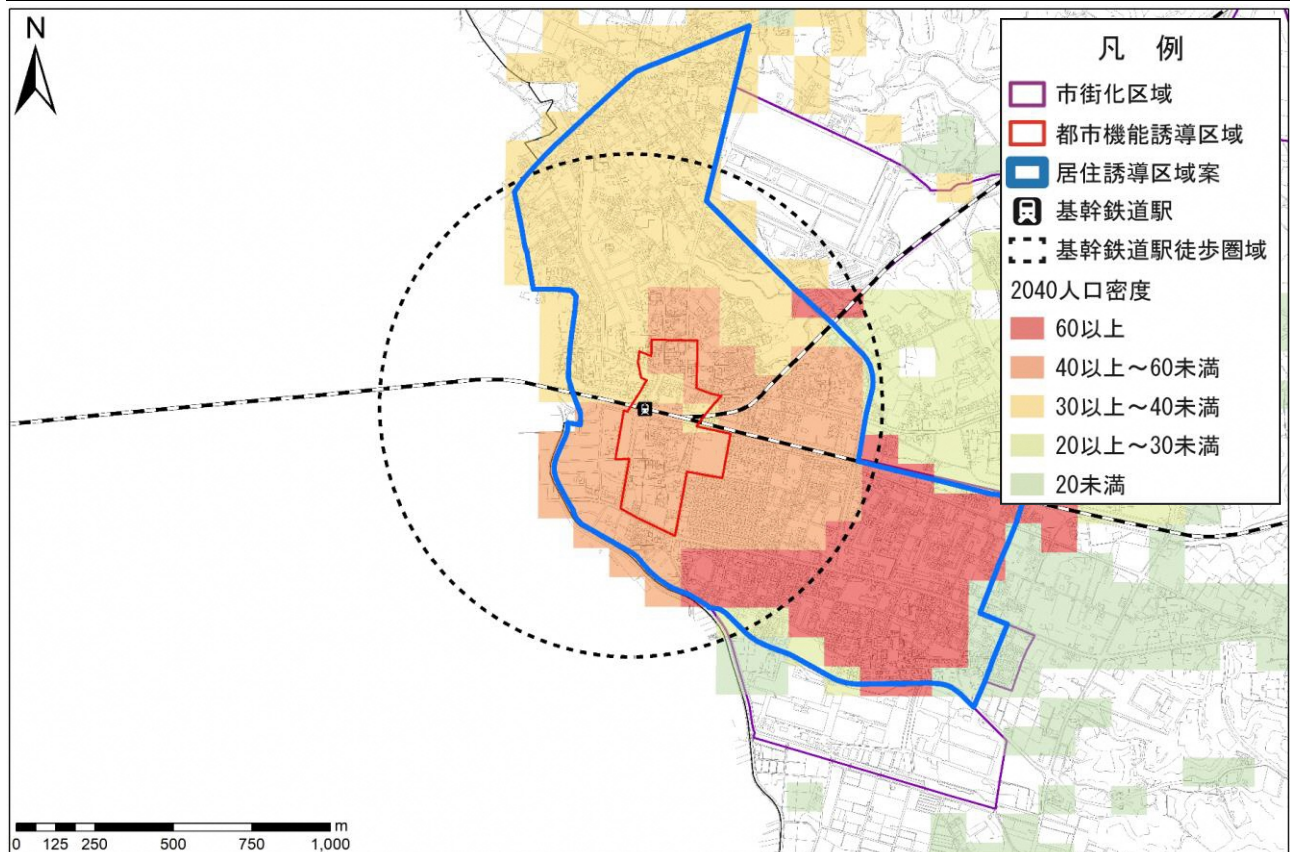 N
凡 例
市街化区域
都市機能誘導区域
居住誘導区域案
基幹鉄道駅
基幹鉄道駅徒歩圏域
2040人口密度
60以上
40以上～60未満
30以上～40未満
20以上～30未満
20未満
m
0 125 250 500 750 1,000